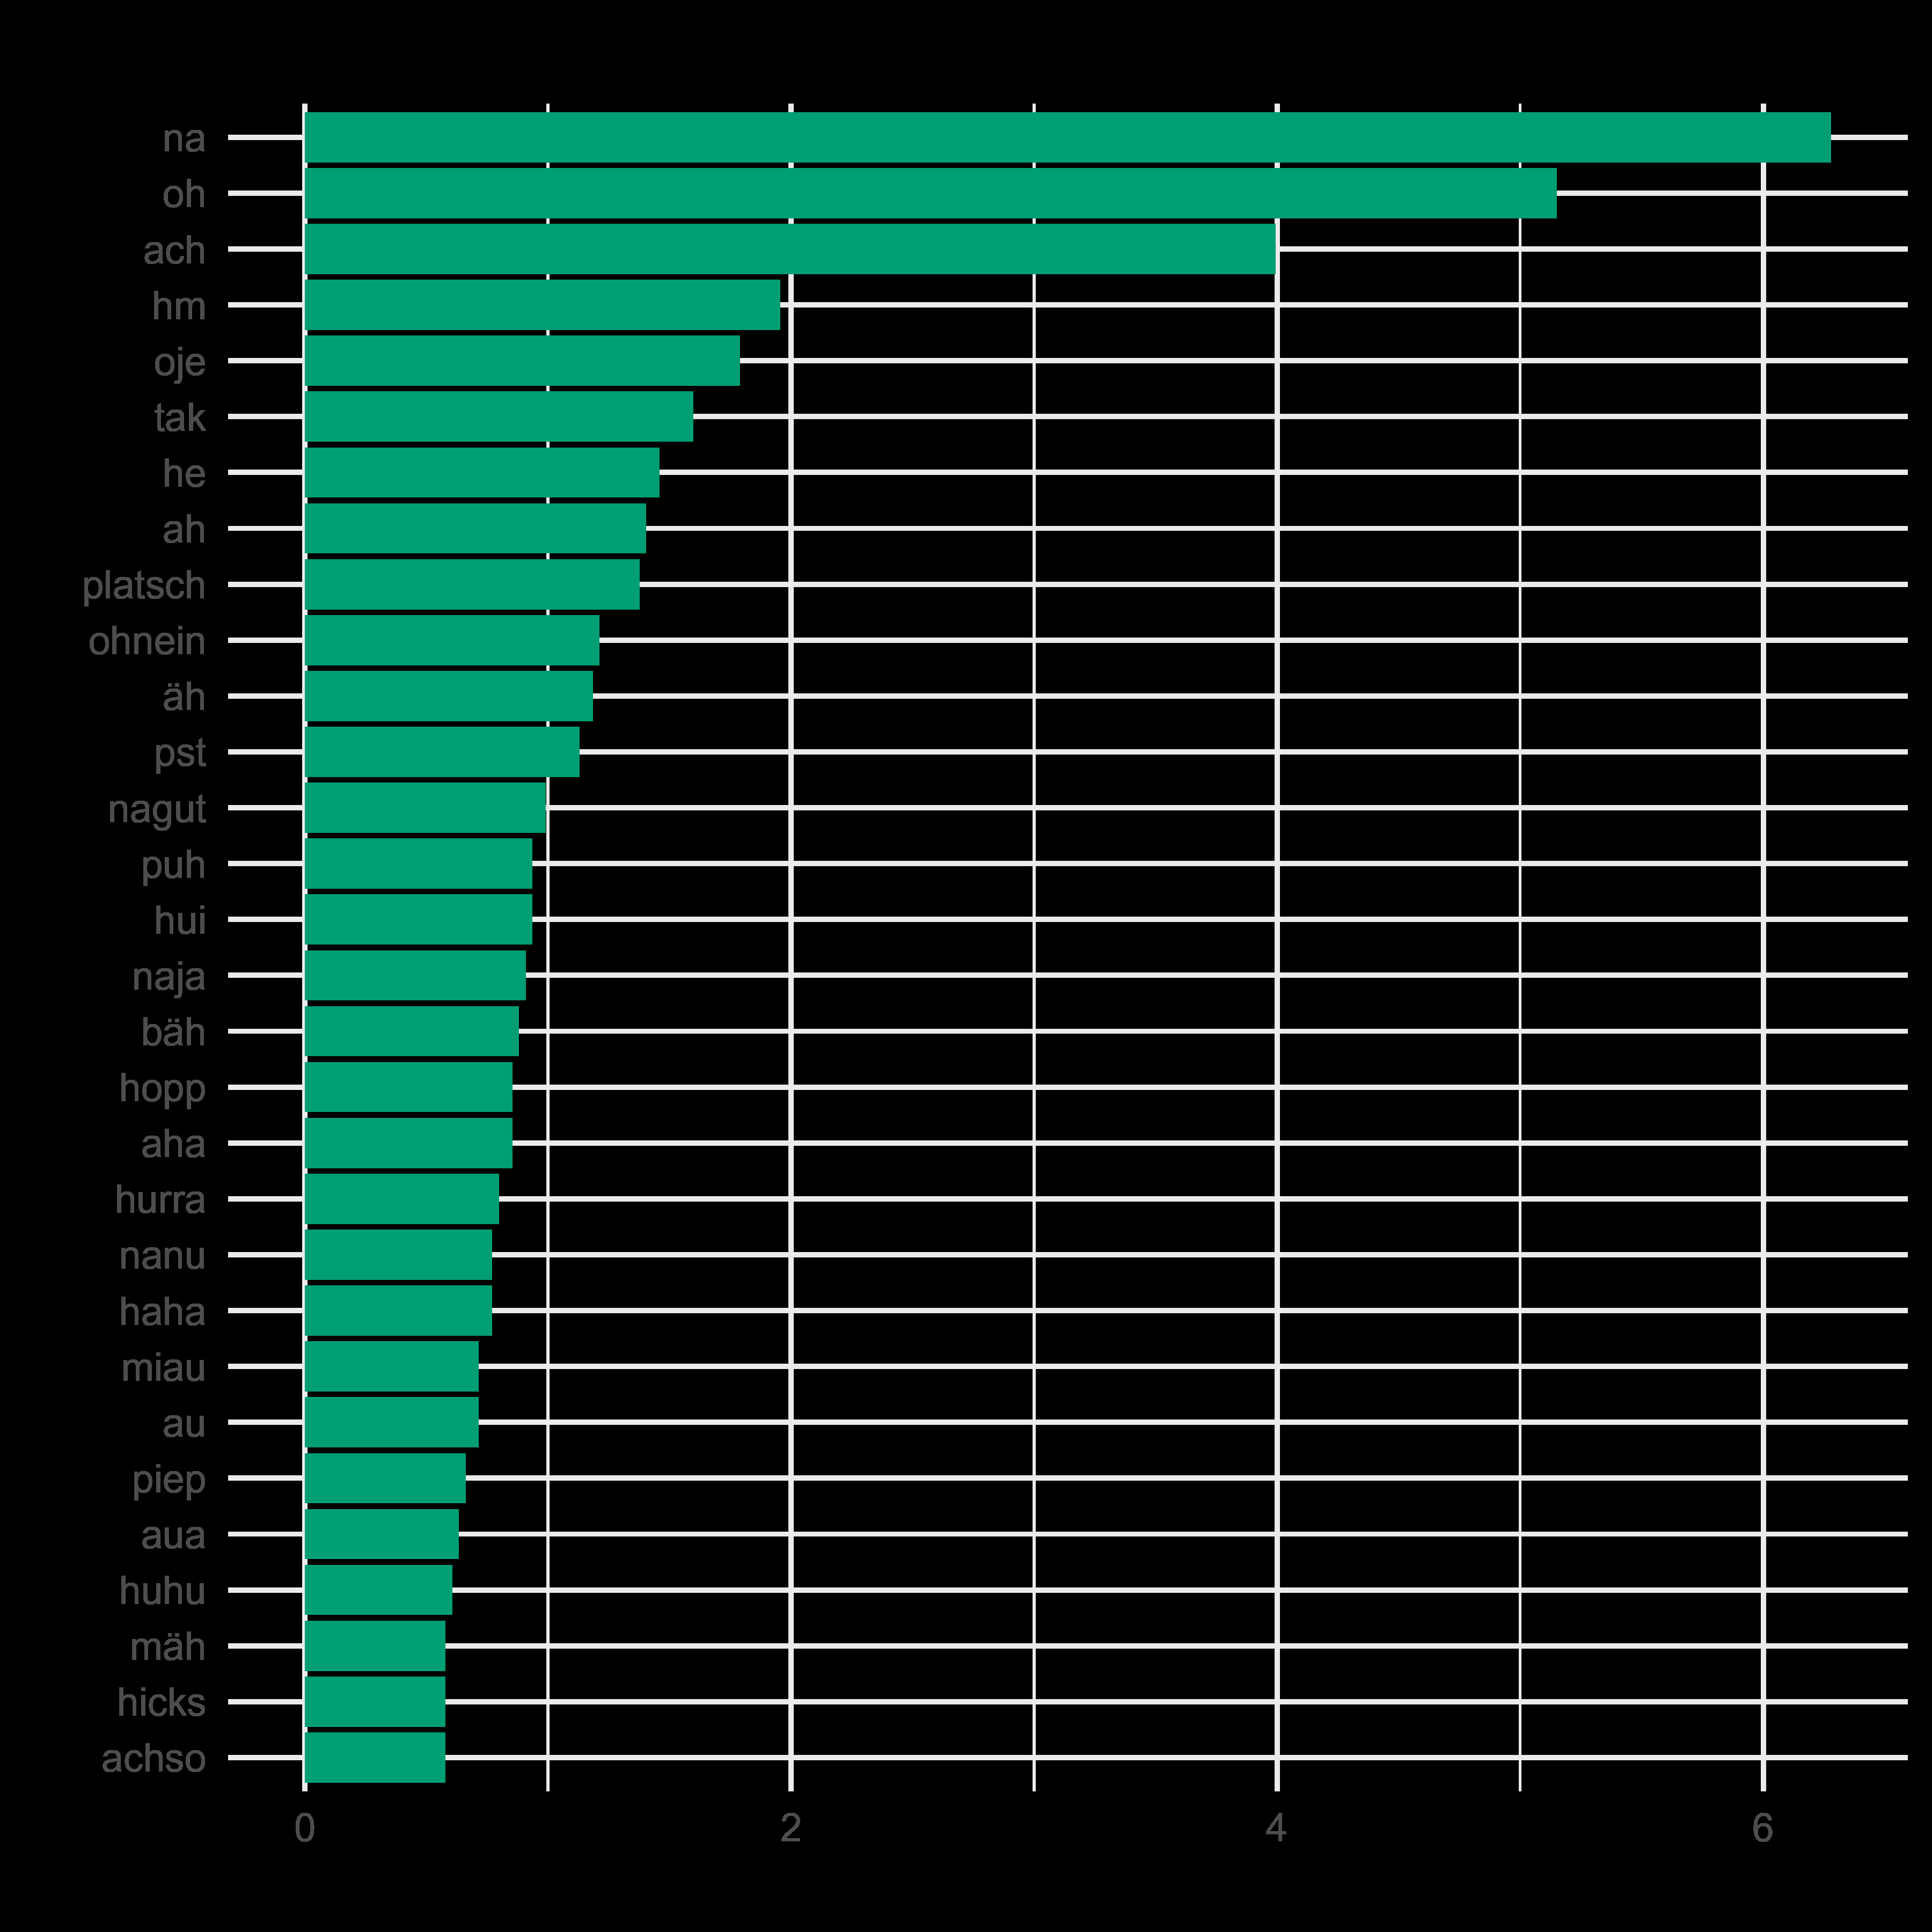 na
oh
ach
hm
oje
tak
he
ah
platsch
ohnein
äh
pst
nagut
puh
hui
naja
bäh
hopp
aha
hurra
nanu
haha
miau
au
piep
aua
huhu
mäh
hicks
achso
0 2 4 6